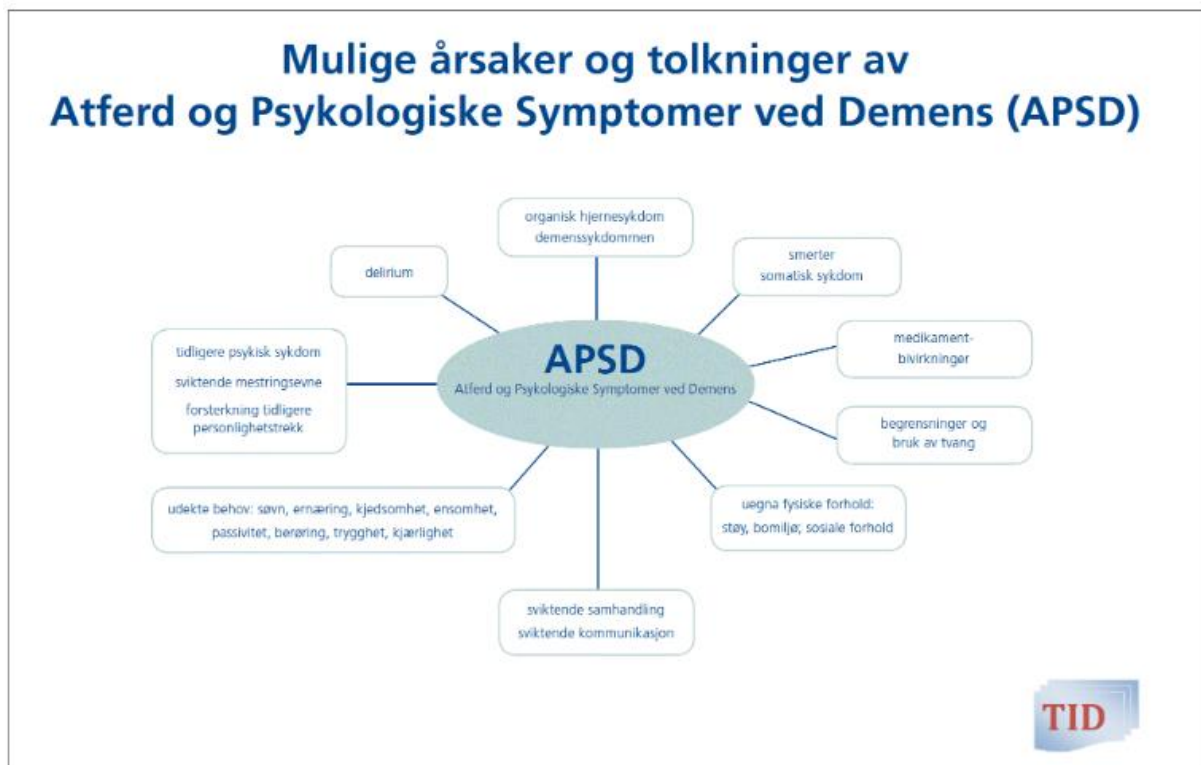 Mulige årsaker og tolkninger av
Atferd og Psykologiske Symptomer ved Demens (APSD)
organisk hjernesykdom
demenssykdommen
smerter
somatisk sykdom
delirium
medikament-
bivirkninger
tidligere psykisk sykdom
sviktende mestringsevne
forsterkning tidligere
personlighetstrekk
APSD
Atferd og Psykologiske Symptomer ved Demens
begrensninger og
bruk av tvang
udekte behov: søvn, ernæring, kjedsomhet, ensomhet,
passivitet, berøring, trygghet, kjærlighet
uegna fysiske forhold:
støy, bomiljø, sosiale forhold
sviktende samhandling
sviktende kommunikasjon
TID